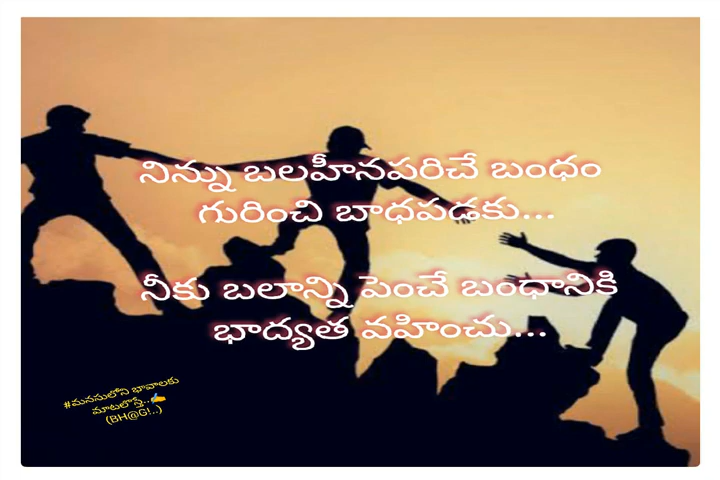 నిన్ను బలహీనపరిచే బంధం
గురించి బాధపడకు...
నీకు బలాన్ని పెంచే బంధానికి
భాద్యత వహించు...
#మనసులోని భావాలకు
మాటలొస్తే..✍
(BH@G!..)